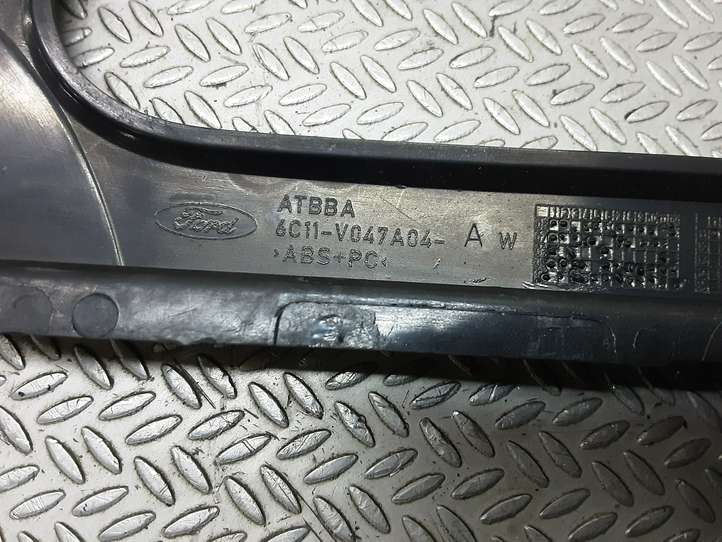 Ford
ATBBA
6C11-V047A04- A W
>ABS+PC<